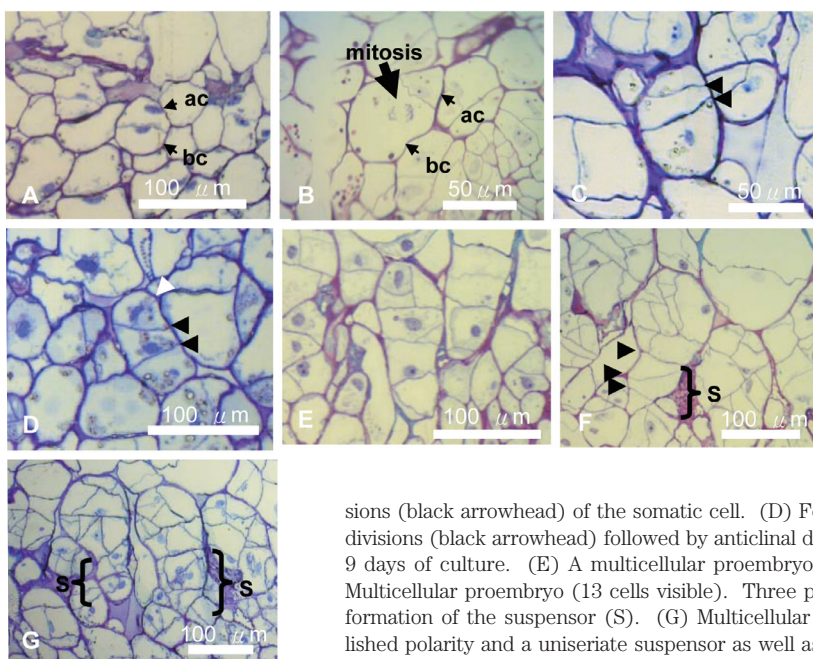 ac
bc
A
100 μm
mitosis
ac
bc
B
50 μm
C
50 μm
D
100 μm
E
100 μm
S
F
100 μm
S
S
G
100 μm
sions (black arrowhead) of the somatic cell. (D) F
divisions (black arrowhead) followed by anticlinal d
9 days of culture. (E) A multicellular proembryo
Multicellular proembryo (13 cells visible). Three p
formation of the suspensor (S). (G) Multicellular
lished polarity and a uniseriate suspensor as well as